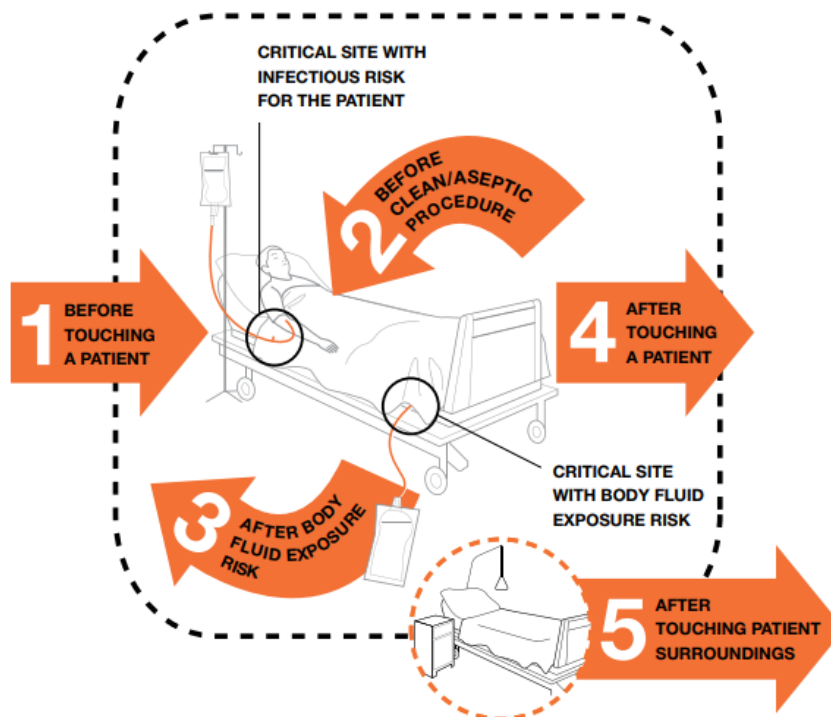 CRITICAL SITE WITH
INFECTIOUS RISK
FOR THE PATIENT
2
BEFORE
CLEAN/ASEPTIC
PROCEDURE
1
BEFORE
TOUCHING
A PATIENT
4
AFTER
TOUCHING
A PATIENT
CRITICAL SITE
WITH BODY FLUID
EXPOSURE RISK
3
AFTER BODY
FLUID EXPOSURE
RISK
5
AFTER
TOUCHING PATIENT
SURROUNDINGS